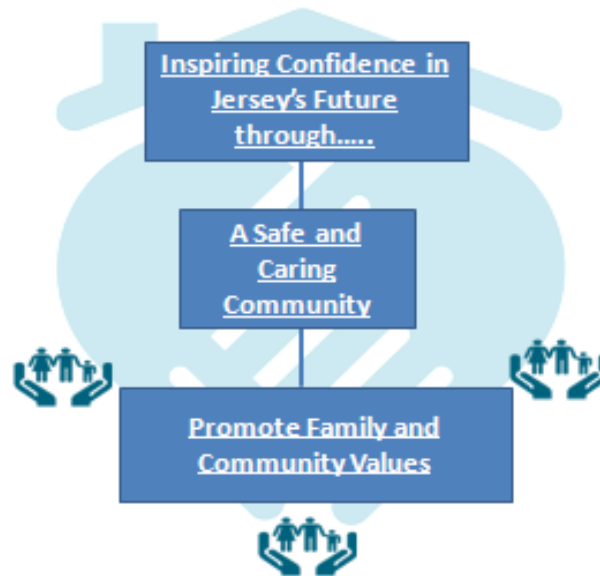 Inspiring Confidence in
Jersey's Future
through.....
A Safe and
Caring
Community
Promote Family and
Community Values